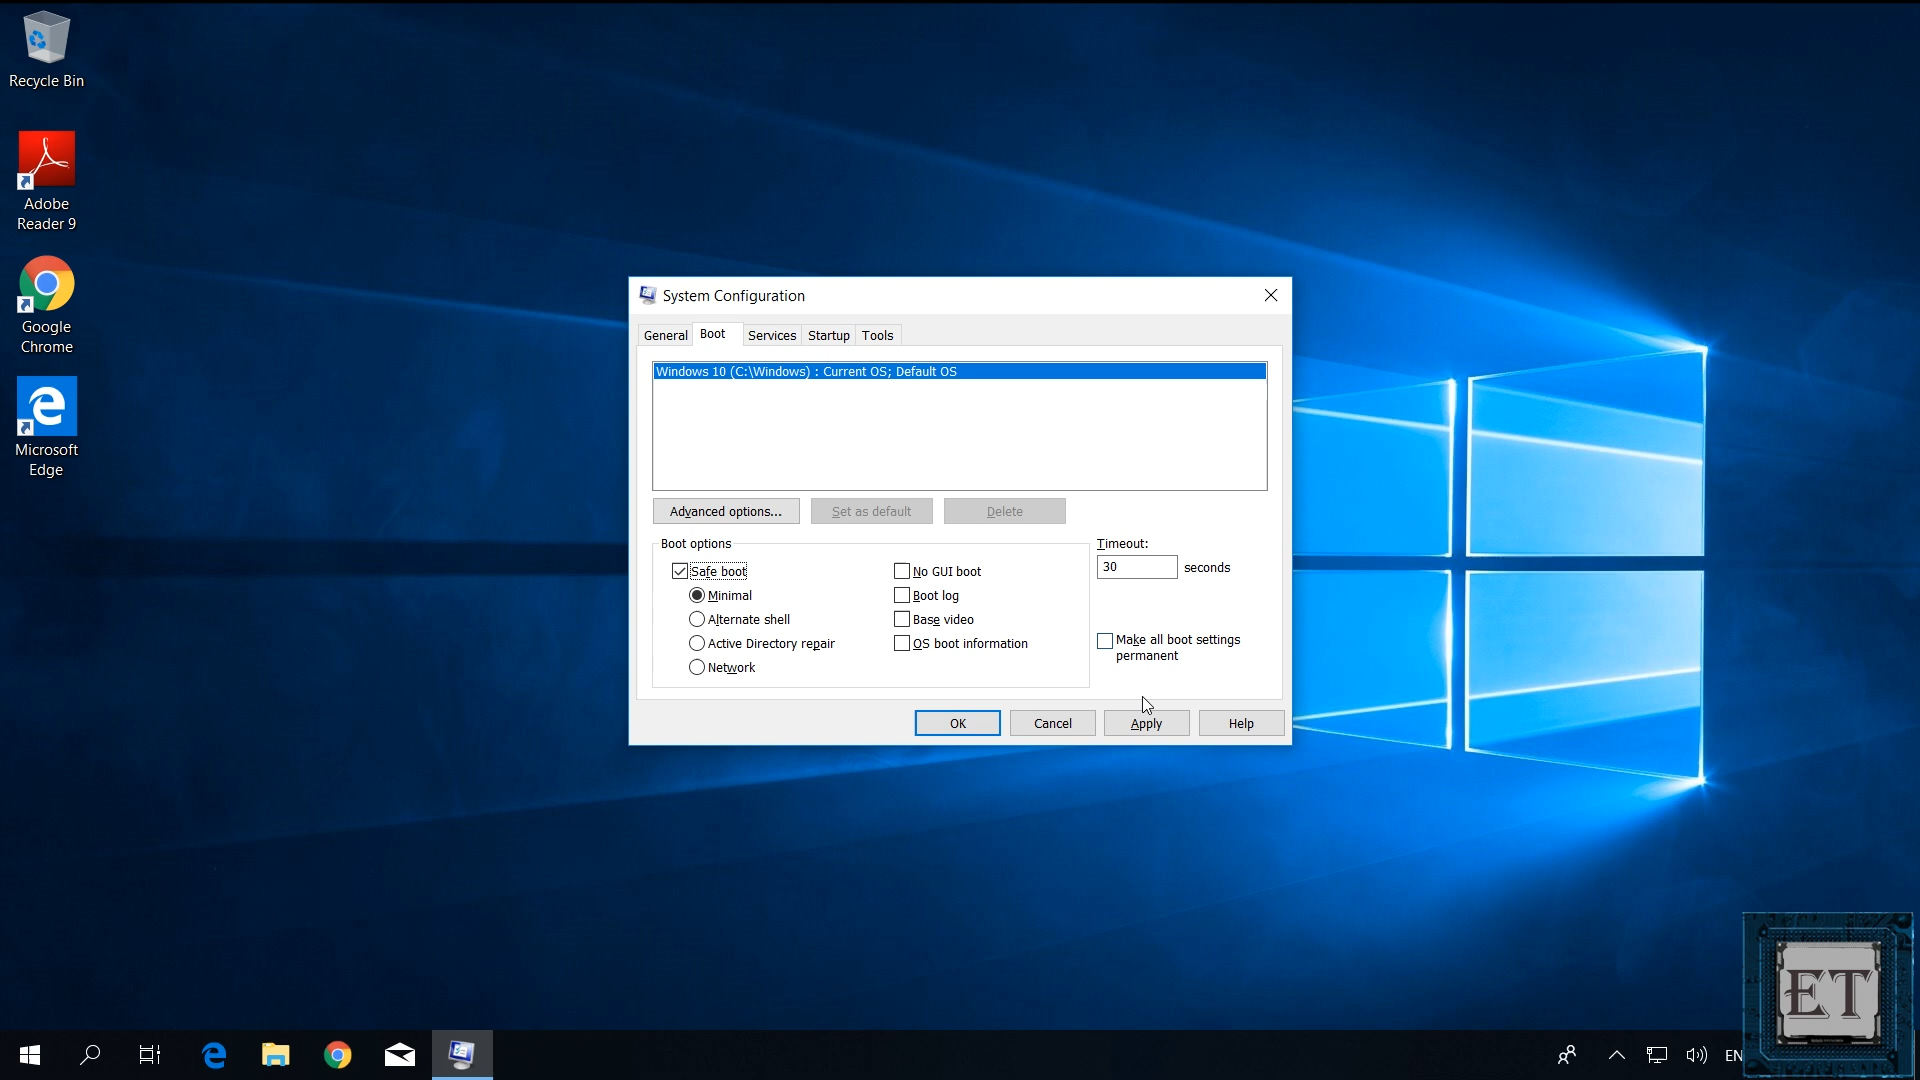 Recycle Bin
Adobe
Reader 9
Google
Chrome
Microsoft
Edge
System Configuration
General Boot Services Startup Tools
Windows 10 (C:\Windows) : Current OS; Default OS
Advanced options... Set as default Delete
Boot options
Safe boot
Minimal
Alternate shell
Active Directory repair
Network
No GUI boot
Boot log
Base video
OS boot information
Timeout:
30 seconds
Make all boot settings
permanent
OK Cancel Apply Help
EN
ET